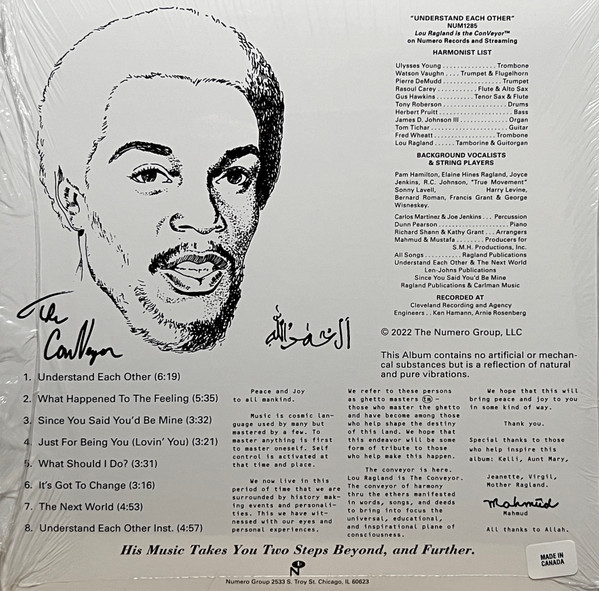 "UNDERSTAND EACH OTHER"
NUM1285
Lou Ragland is the ConVeyor™
on Numero Records and Streaming
HARMONIST LIST
Ulysses Young . . . . . . . . . . . . . . . . Trombone
Watson Vaughn . . . . Trumpet & Flugelhorn
Pierre DeMudd . . . . . . . . . . . . . . . . Trumpet
Rasoul Carey . . . . . . . . . . . Flute & Alto Sax
Gus Hawkins . . . . . . . . . . Tenor Sax & Flute
Tony Roberson . . . . . . . . . . . . . . . . Drums
Herbert Pruitt . . . . . . . . . . . . . . . . Bass
James D. Johnson III . . . . . . . . . . . . Organ
Tom Tichar . . . . . . . . . . . . . . . . Guitar
Fred Wheatt . . . . . . . . . . . . . . . . Trombone
Lou Ragland . . . . . . Tamborine & Guitorgan
BACKGROUND VOCALISTS
& STRING PLAYERS
Pam Hamilton, Elaine Hines Ragland, Joyce
Jenkins, R.C. Johnson, "True Movement"
Sonny Lavell, Harry Levine,
Bernard Roman, Francis Grant & George
Wisneskey.
Carlos Martinez & Joe Jenkins . . . Percussion
Dunn Pearson . . . . . . . . . . . . . . . . Piano
Richard Shann & Kathy Grant . . . Arrangers
Mahmud & Mustafa . . . . . . . . Producers for
S.M.H. Productions, Inc.
All Songs . . . . . . . . . . Ragland Publications
Understand Each Other & The Next World
Len-Johns Publications
Since You Said You'd Be Mine
Ragland Publications & Carlman Music
RECORDED AT
Cleveland Recording and Agency
Engineers . . Ken Hamann, Arnie Rosenberg
© 2022 The Numero Group, LLC
This Album contains no artificial or mechan-
cal substances but is a reflection of natural
and pure vibrations.
The
ConVeyor
1. Understand Each Other (6:19)
2. What Happened To The Feeling (5:35)
3. Since You Said You'd Be Mine (3:32)
4. Just For Being You (Lovin' You) (3:21)
5. What Should I Do? (3:31)
6. It's Got To Change (3:16)
7. The Next World (4:53)
8. Understand Each Other Inst. (4:57)
Peace and Joy
to all mankind.
Music is cosmic lan-
guage used by many but
mastered by a few. To
master anything is first
to master oneself. Self
control is activated at
that time and place.
We now live in this
period of time that we are
surrounded by history mak-
ing events and personali-
ties. This we have wit-
nessed with our eyes and
personal experiences.
We refer to these persons
as ghetto masters (tm) -
those who master the ghetto
and have become among those
who help shape the destiny
of this land. We hope that
this endeavor will be some
form of tribute to those
who help make this happen.
The conveyor is here.
Lou Ragland is The Conveyor.
The conveyor of harmony
thru the ethers manifested
in words, songs, and deeds
to bring into focus the
universal, educational,
and inspirational plane of
consciousness.
We hope that this will
bring peace and joy to you
in some kind of way.
Thank you.
Special thanks to those
who help inspire this
album: Kelli, Aunt Mary,
Jeanette, Virgil,
Mother Ragland.
Mahmûd
Mahmud
All thanks to Allah.
His Music Takes You Two Steps Beyond, and Further.
N
Numero Group 2533 S. Troy St. Chicago, IL 60623
MADE IN
CANADA